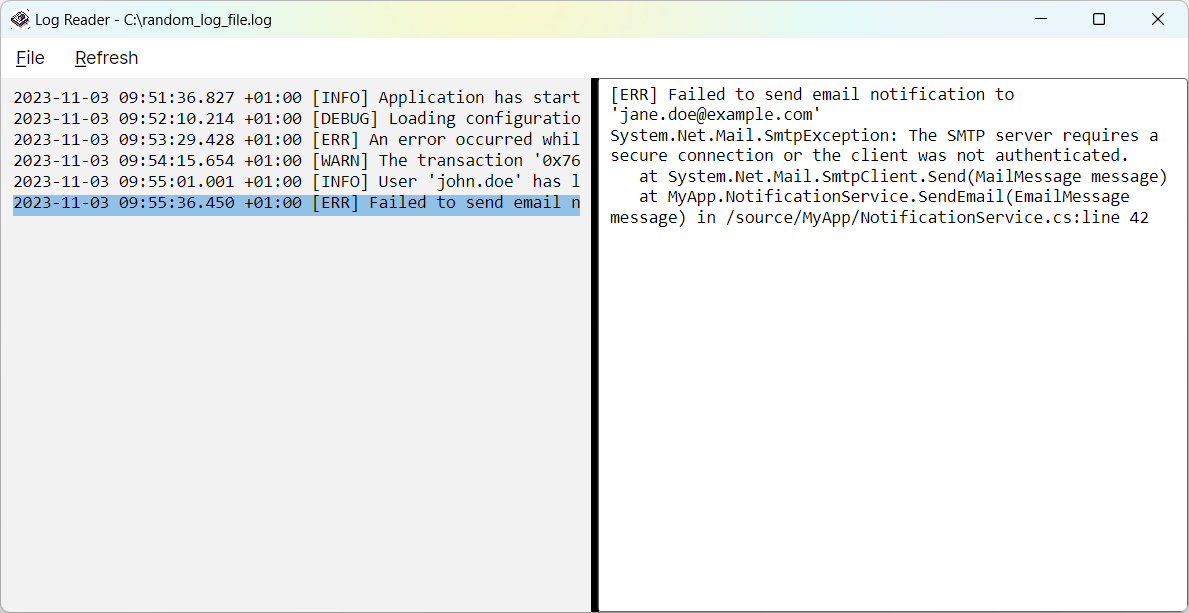 Log Reader - C:\random_log_file.log
File Refresh
2023-11-03 09:51:36.827 +01:00 [INFO] Application has start
2023-11-03 09:52:10.214 +01:00 [DEBUG] Loading configuratio
2023-11-03 09:53:29.428 +01:00 [ERR] An error occurred whil
2023-11-03 09:54:15.654 +01:00 [WARN] The transaction '0x76
2023-11-03 09:55:01.001 +01:00 [INFO] User 'john.doe' has l
2023-11-03 09:55:36.450 +01:00 [ERR] Failed to send email n
[ERR] Failed to send email notification to
'jane.doe@example.com'
System.Net.Mail.SmtpException: The SMTP server requires a
secure connection or the client was not authenticated.
   at System.Net.Mail.SmtpClient.Send(MailMessage message)
   at MyApp.NotificationService.SendEmail(EmailMessage
message) in /source/MyApp/NotificationService.cs:line 42